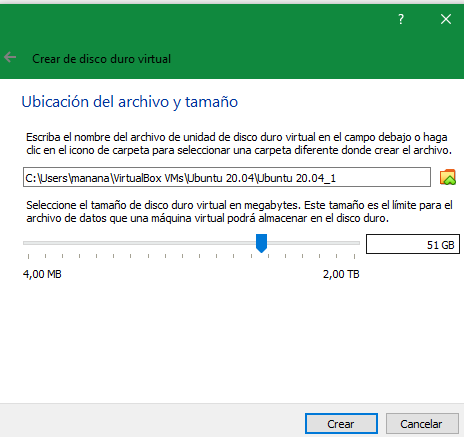 ?
Crear de disco duro virtual
Ubicación del archivo y tamaño
Escriba el nombre del archivo de unidad de disco duro virtual en el campo debajo o haga
clic en el icono de carpeta para seleccionar una carpeta diferente donde crear el archivo.
C:\Users\manana\VirtualBox VMs\Ubuntu 20.04\Ubuntu 20.04_1
Seleccione el tamaño de disco duro virtual en megabytes. Este tamaño es el límite para el
archivo de datos que una máquina virtual podrá almacenar en el disco duro.
51 GB
4,00 MB 2,00 TB
Crear Cancelar